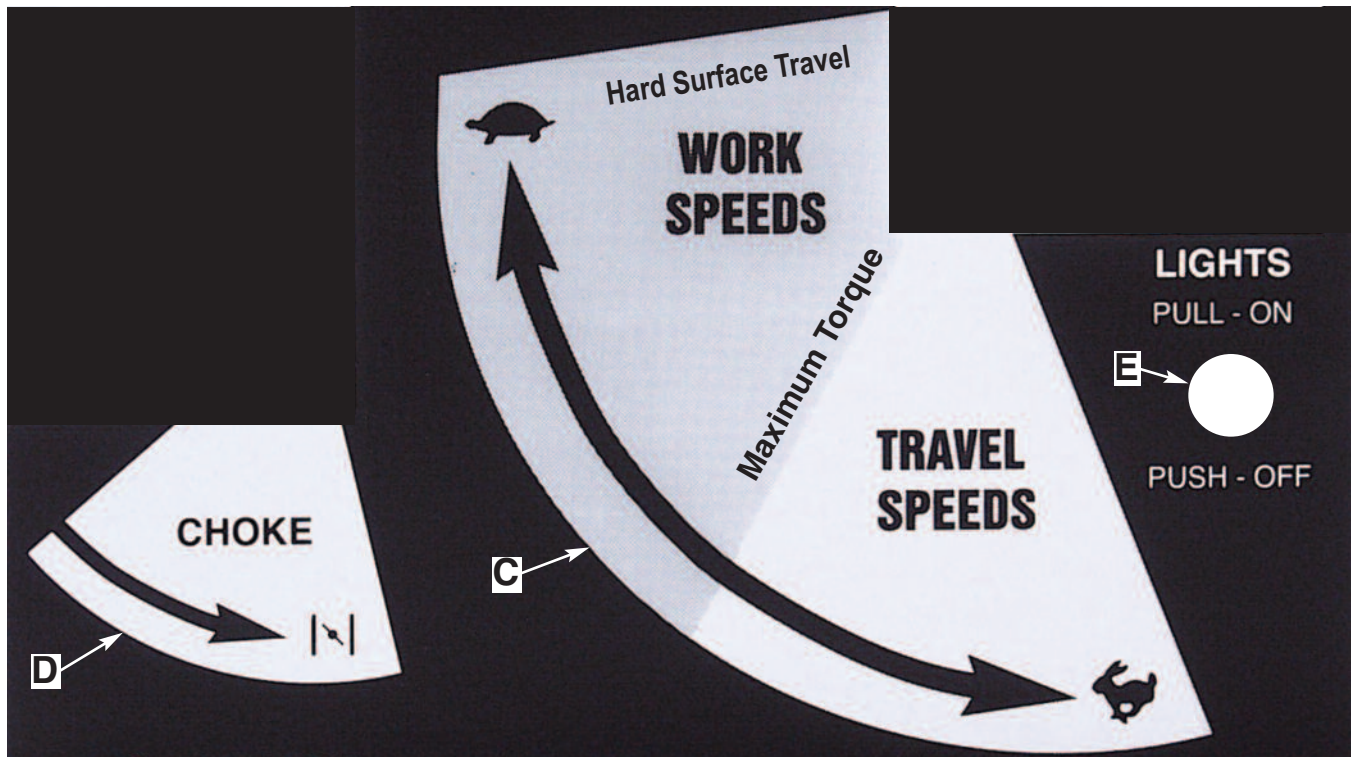 Hard Surface Travel
WORK
SPEEDS
Maximum Torque
TRAVEL
SPEEDS
LIGHTS
PULL - ON
E
PUSH - OFF
CHOKE
C
D